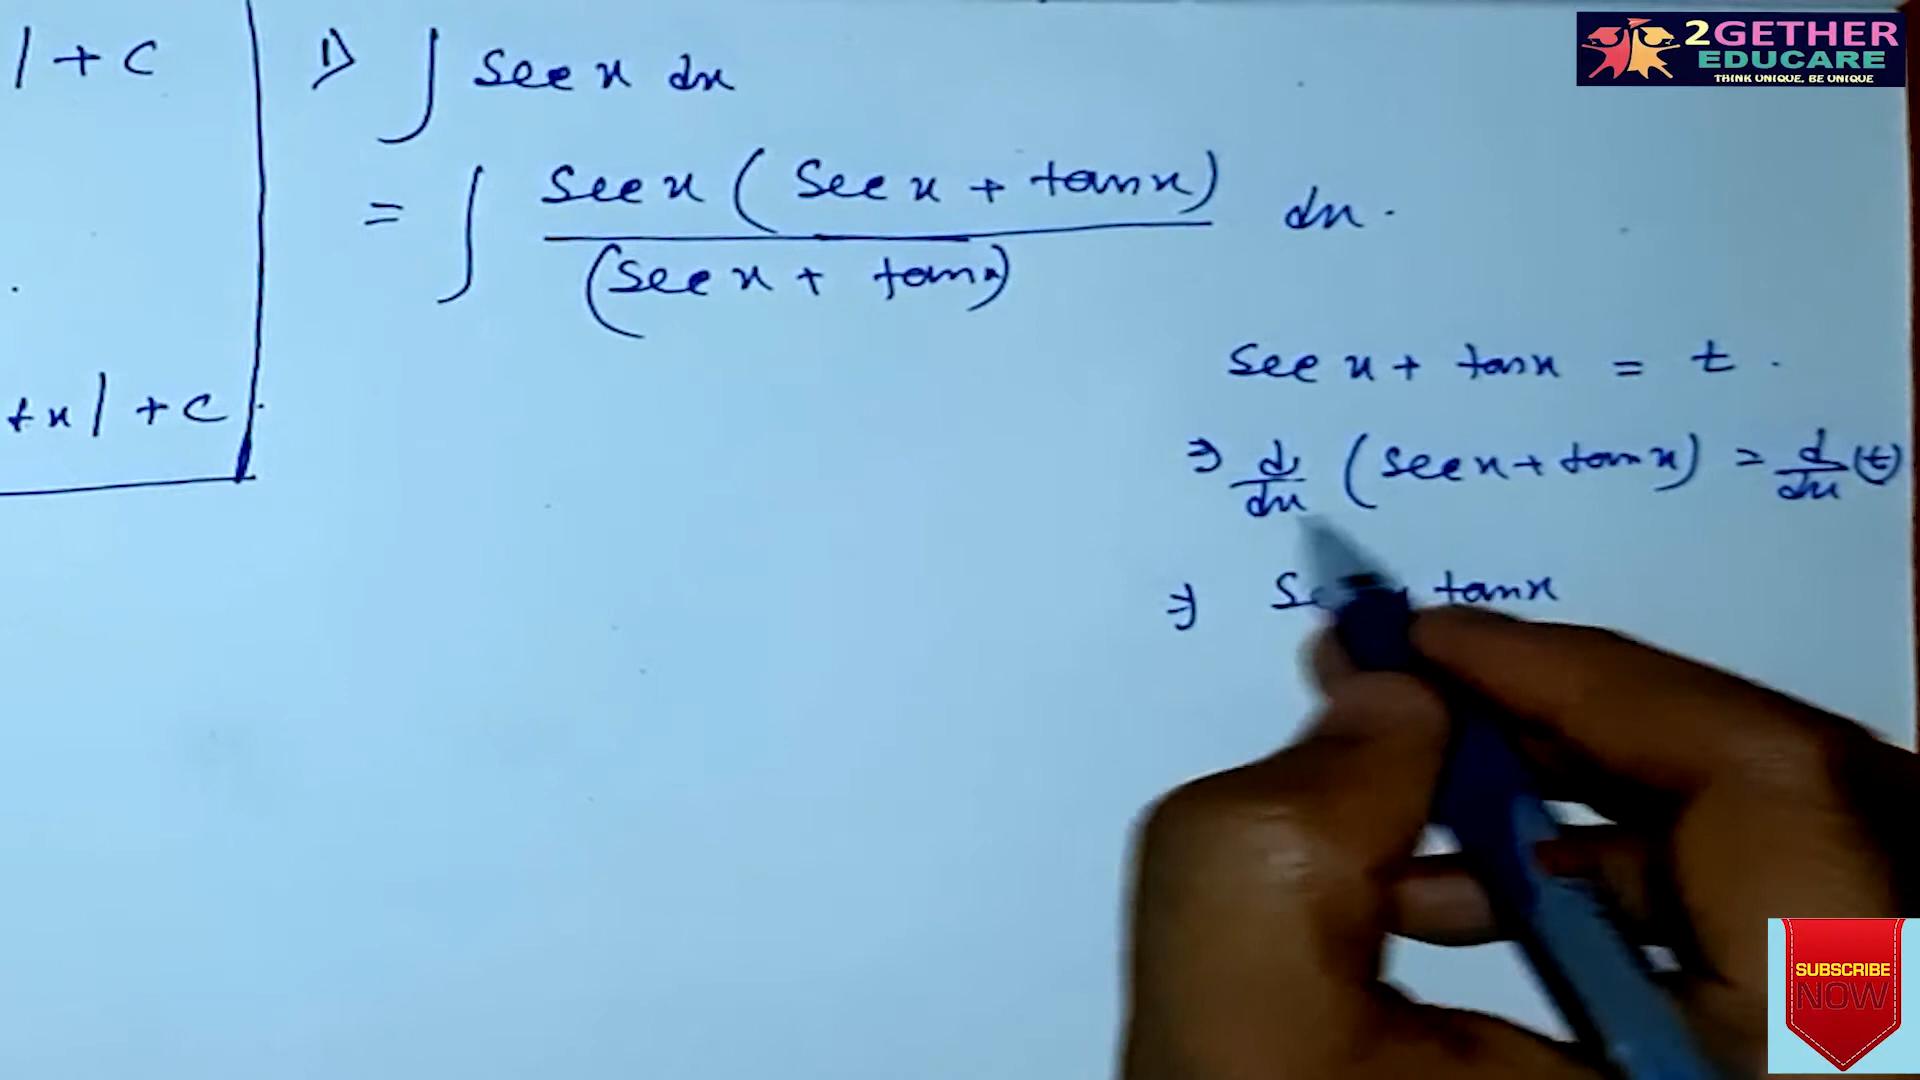 | + c
tx | + c
1) ∫ sec x dx
= ∫ sec x ( sec x + tan x ) / ( sec x + tan x ) dx .
sec x + tan x = t .
⇒ d/dx ( sec x + tan x ) = d/dx (t)
⇒ tan x
2GETHER
EDUCARE
THINK UNIQUE, BE UNIQUE
SUBSCRIBE
NOW